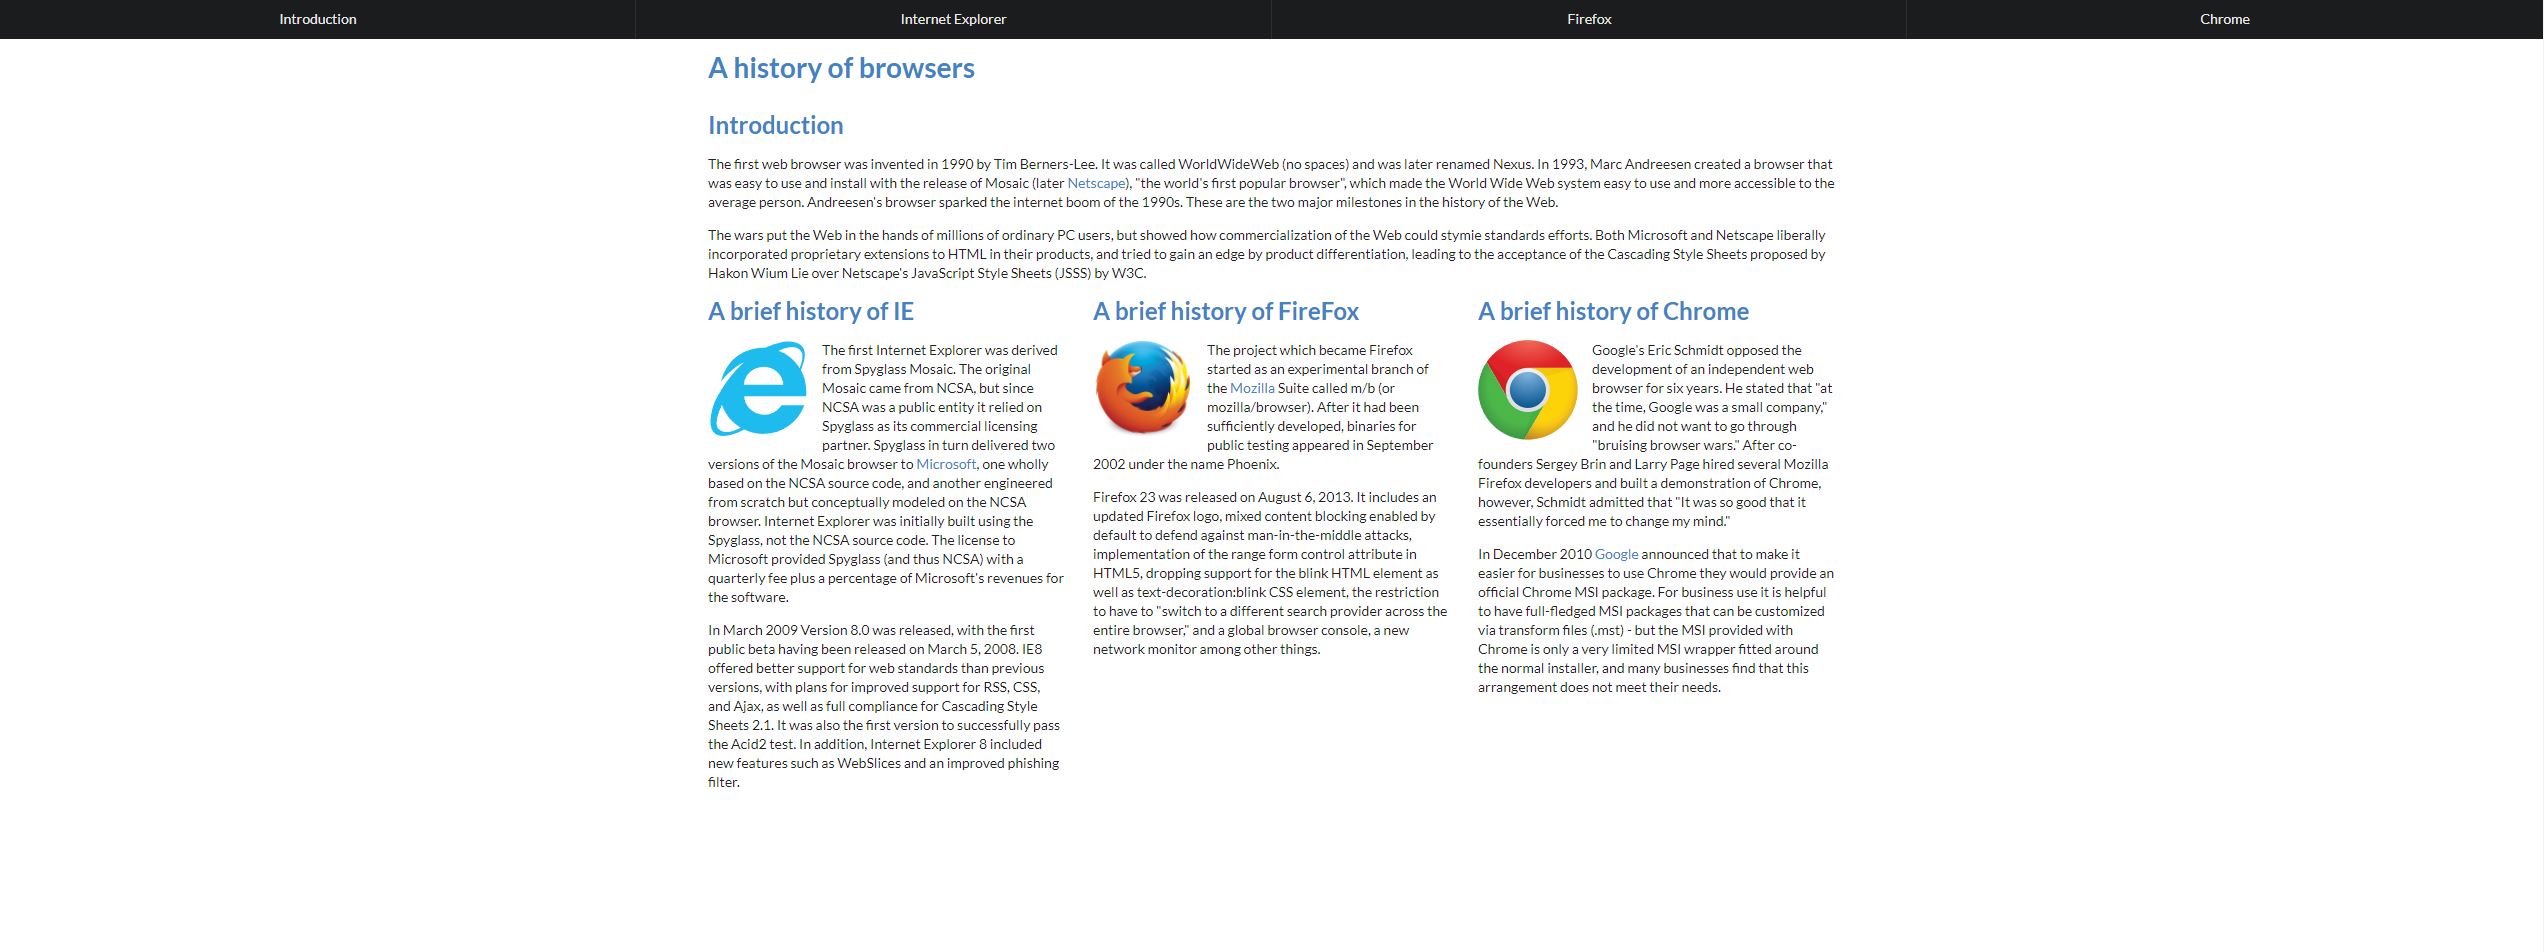 Introduction
Internet Explorer
Firefox
Chrome
A history of browsers
Introduction
The first web browser was invented in 1990 by Tim Berners-Lee. It was called WorldWideWeb (no spaces) and was later renamed Nexus. In 1993, Marc Andreesen created a browser that
was easy to use and install with the release of Mosaic (later Netscape), "the world's first popular browser", which made the World Wide Web system easy to use and more accessible to the
average person. Andreesen's browser sparked the internet boom of the 1990s. These are the two major milestones in the history of the Web.
The wars put the Web in the hands of millions of ordinary PC users, but showed how commercialization of the Web could stymie standards efforts. Both Microsoft and Netscape liberally
incorporated proprietary extensions to HTML in their products, and tried to gain an edge by product differentiation, leading to the acceptance of the Cascading Style Sheets proposed by
Hakon Wium Lie over Netscape's JavaScript Style Sheets (JSSS) by W3C.
A brief history of IE
The first Internet Explorer was derived
from Spyglass Mosaic. The original
Mosaic came from NCSA, but since
NCSA was a public entity it relied on
Spyglass as its commercial licensing
partner. Spyglass in turn delivered two
versions of the Mosaic browser to Microsoft, one wholly
based on the NCSA source code, and another engineered
from scratch but conceptually modeled on the NCSA
browser. Internet Explorer was initially built using the
Spyglass, not the NCSA source code. The license to
Microsoft provided Spyglass (and thus NCSA) with a
quarterly fee plus a percentage of Microsoft's revenues for
the software.
In March 2009 Version 8.0 was released, with the first
public beta having been released on March 5, 2008. IE8
offered better support for web standards than previous
versions, with plans for improved support for RSS, CSS,
and Ajax, as well as full compliance for Cascading Style
Sheets 2.1. It was also the first version to successfully pass
the Acid2 test. In addition, Internet Explorer 8 included
new features such as WebSlices and an improved phishing
filter.
A brief history of FireFox
The project which became Firefox
started as an experimental branch of
the Mozilla Suite called m/b (or
mozilla/browser). After it had been
sufficiently developed, binaries for
public testing appeared in September
2002 under the name Phoenix.
Firefox 23 was released on August 6, 2013. It includes an
updated Firefox logo, mixed content blocking enabled by
default to defend against man-in-the-middle attacks,
implementation of the range form control attribute in
HTML5, dropping support for the blink HTML element as
well as text-decoration:blink CSS element, the restriction
to have to "switch to a different search provider across the
entire browser," and a global browser console, a new
network monitor among other things.
A brief history of Chrome
Google's Eric Schmidt opposed the
development of an independent web
browser for six years. He stated that "at
the time, Google was a small company,"
and he did not want to go through
"bruising browser wars." After co-
founders Sergey Brin and Larry Page hired several Mozilla
Firefox developers and built a demonstration of Chrome,
however, Schmidt admitted that "It was so good that it
essentially forced me to change my mind."
In December 2010 Google announced that to make it
easier for businesses to use Chrome they would provide an
official Chrome MSI package. For business use it is helpful
to have full-fledged MSI packages that can be customized
via transform files (.mst) - but the MSI provided with
Chrome is only a very limited MSI wrapper fitted around
the normal installer, and many businesses find that this
arrangement does not meet their needs.